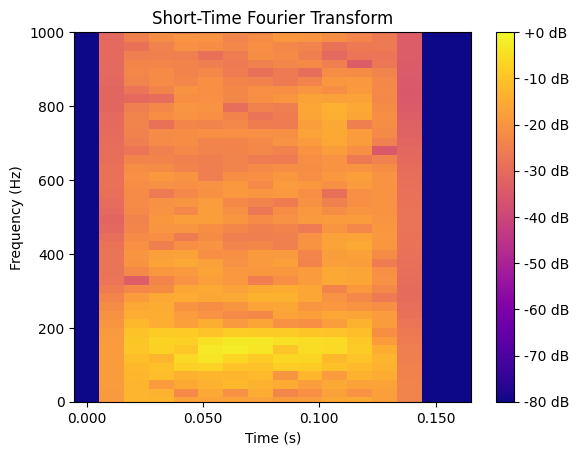 Short-Time Fourier Transform
1000
800
600
400
200
0
Frequency (Hz)
0.000
0.050
0.100
0.150
Time (s)
+0 dB
-10 dB
-20 dB
-30 dB
-40 dB
-50 dB
-60 dB
-70 dB
-80 dB